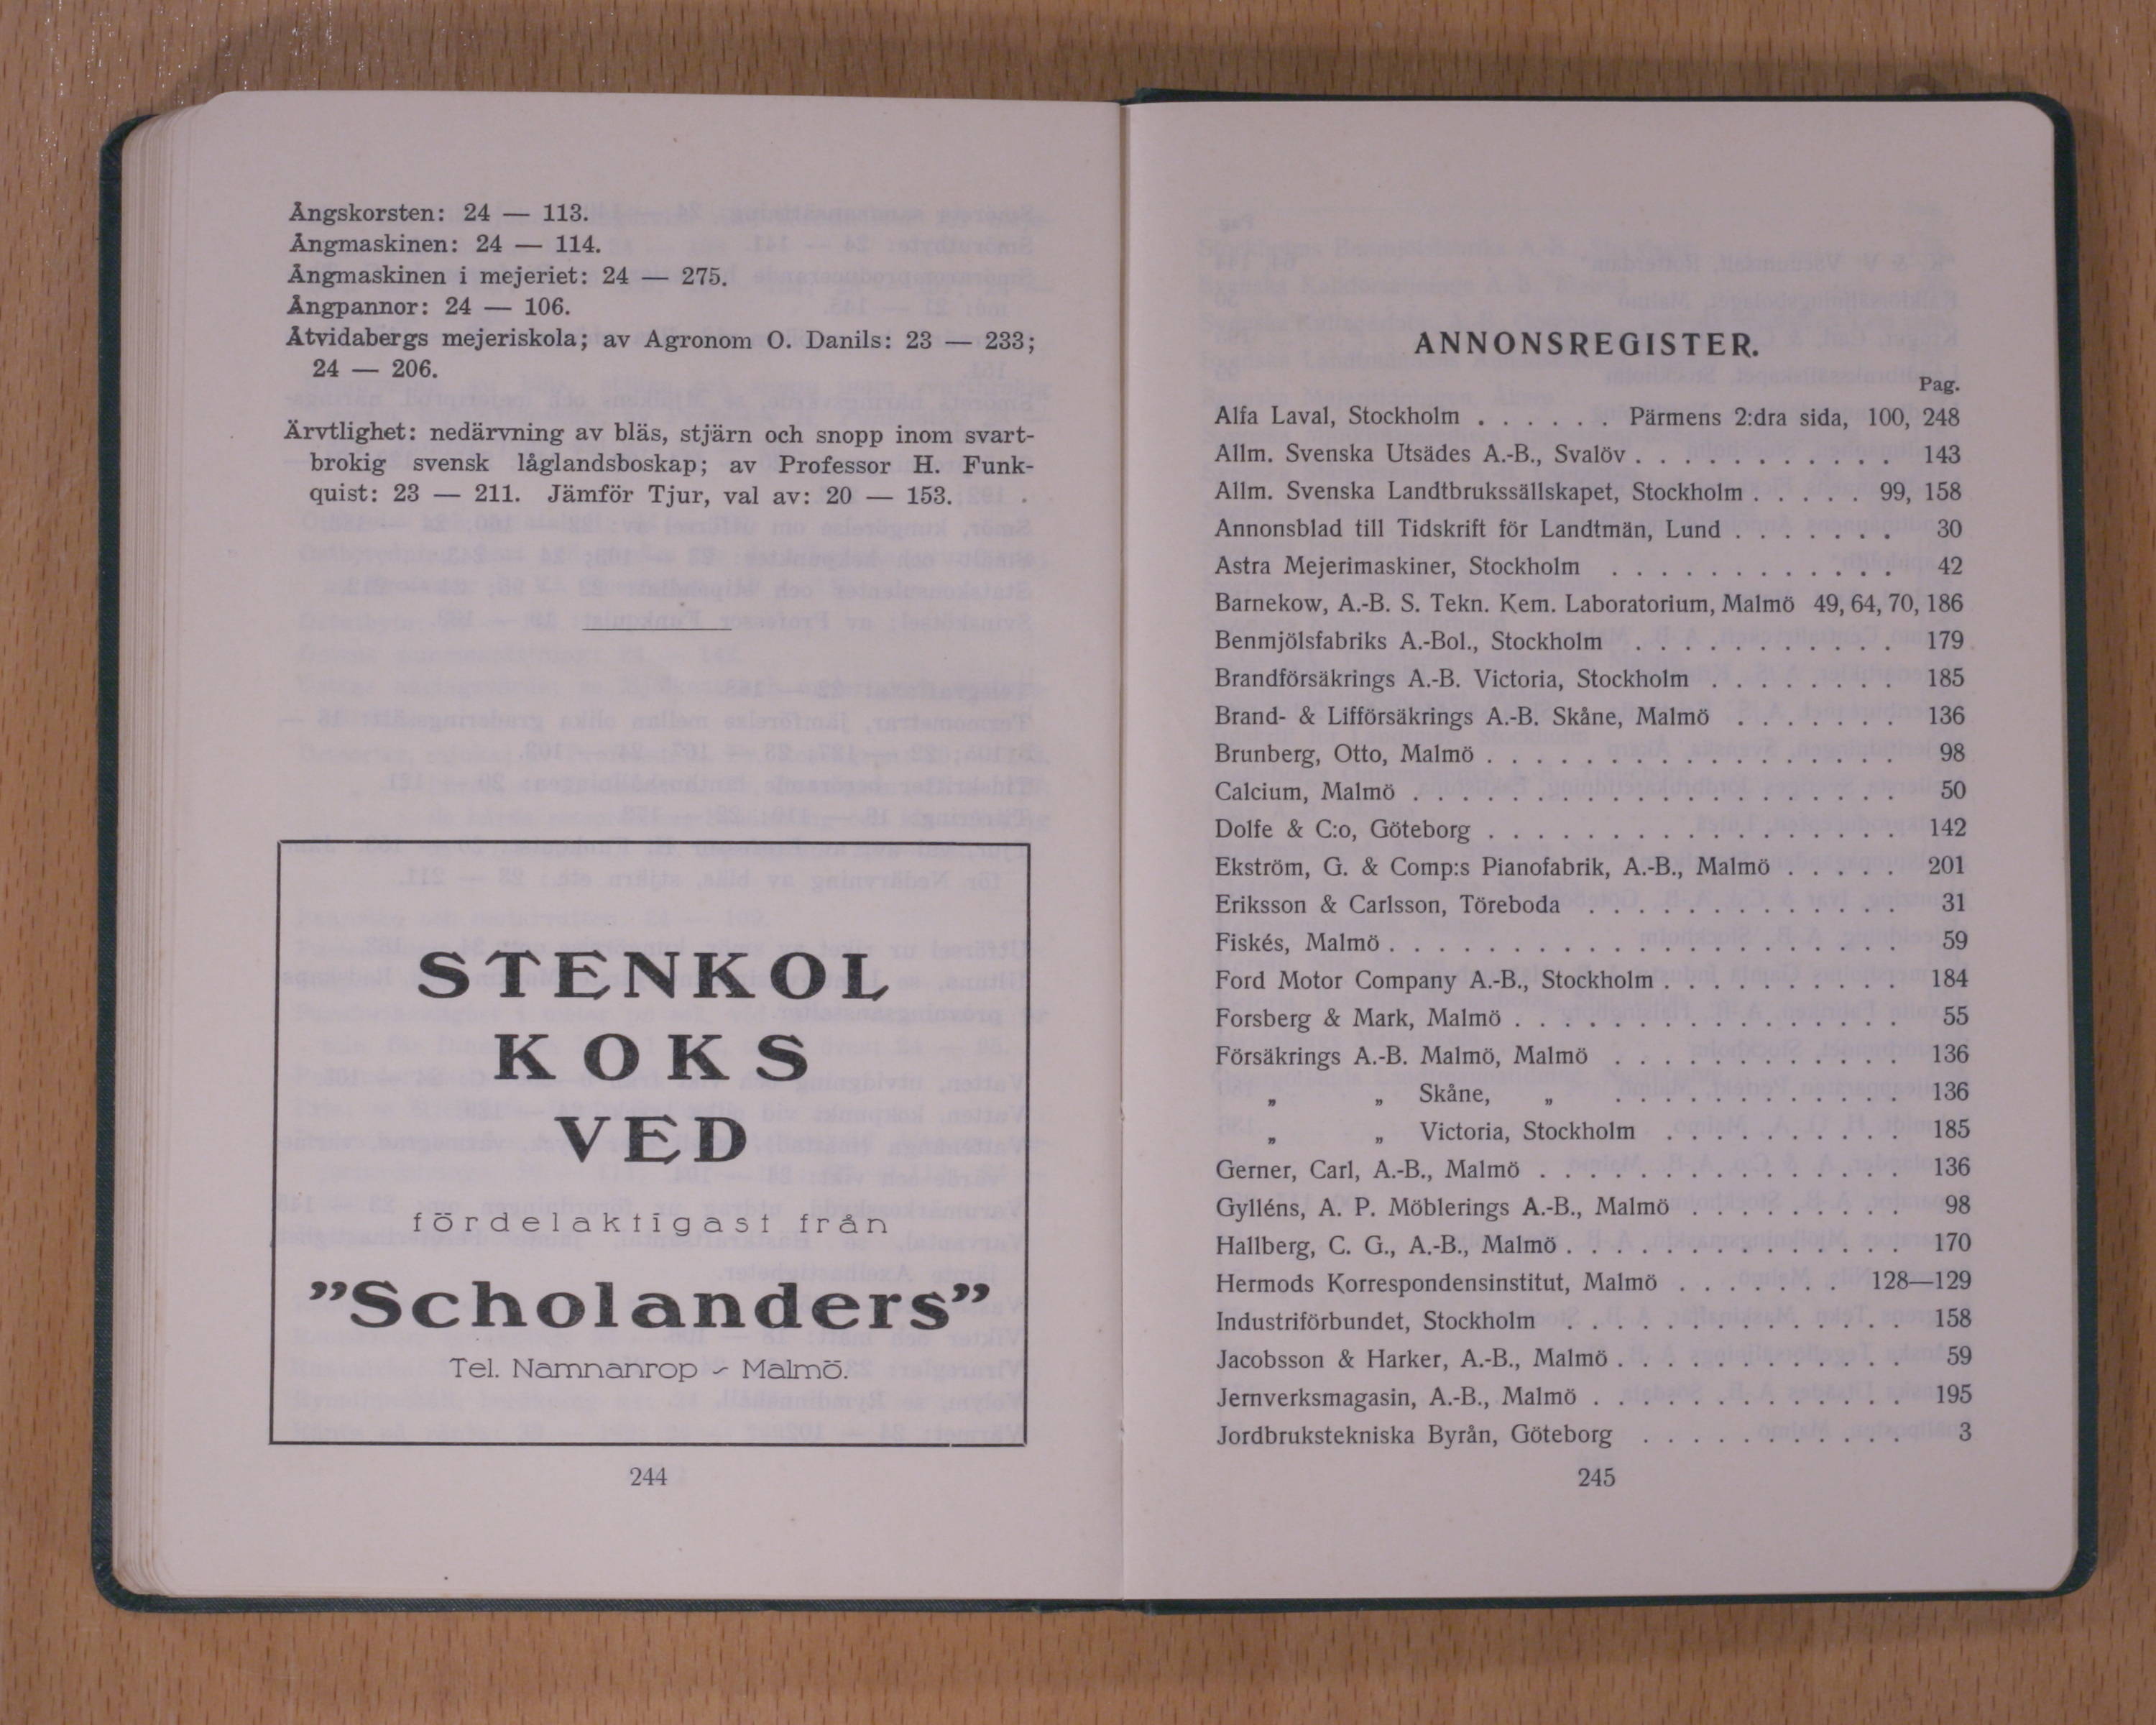 Ångskorsten: 24 — 113.
Ångmaskinen: 24 — 114.
Ångmaskinen i mejeriet: 24 — 275.
Ångpannor: 24 — 106.
Åtvidabergs mejeriskola; av Agronom O. Danils: 23 — 233;
24 — 206.
Ärvtlighet: nedärvning av bläs, stjärn och snopp inom svart-
brokig svensk låglandsboskap; av Professor H. Funk-
quist: 23 — 211. Jämför Tjur, val av: 20 — 153.
STENKOL
KOKS
VED
fördelaktigast från
”Scholanders”
Tel. Namnanrop - Malmö.
244
ANNONSREGISTER.
Pag.
Alfa Laval, Stockholm . . . . . . Pärmens 2:dra sida, 100, 248
Allm. Svenska Utsädes A.-B., Svalöv . . . . . . . . . . . 143
Allm. Svenska Landtbrukssällskapet, Stockholm . . . . . 99, 158
Annonsblad till Tidskrift för Landtmän, Lund . . . . . . . 30
Astra Mejerimaskiner, Stockholm . . . . . . . . . . . . 42
Barnekow, A.-B. S. Tekn. Kem. Laboratorium, Malmö 49, 64, 70, 186
Benmjölsfabriks A.-Bol., Stockholm . . . . . . . . . . . 179
Brandförsäkrings A.-B. Victoria, Stockholm . . . . . . . . 185
Brand- & Lifförsäkrings A.-B. Skåne, Malmö . . . . . . . 136
Brunberg, Otto, Malmö . . . . . . . . . . . . . . . . . 98
Calcium, Malmö . . . . . . . . . . . . . . . . . . . . 50
Dolfe & C:o, Göteborg . . . . . . . . . . . . . . . . . 142
Ekström, G. & Comp:s Pianofabrik, A.-B., Malmö . . . . . 201
Eriksson & Carlsson, Töreboda . . . . . . . . . . . . . 31
Fiskés, Malmö . . . . . . . . . . . . . . . . . . . . . 59
Ford Motor Company A.-B., Stockholm . . . . . . . . . . 184
Forsberg & Mark, Malmö . . . . . . . . . . . . . . . . 55
Försäkrings A.-B. Malmö, Malmö . . . . . . . . . . . . 136
„ „ Skåne, „ . . . . . . . . . . . . 136
„ „ Victoria, Stockholm . . . . . . . . . . 185
Gerner, Carl, A.-B., Malmö . . . . . . . . . . . . . . . 136
Gylléns, A. P. Möblerings A.-B., Malmö . . . . . . . . . 98
Hallberg, C. G., A.-B., Malmö . . . . . . . . . . . . . . 170
Hermods Korrespondensinstitut, Malmö . . . . . . . 128—129
Industriförbundet, Stockholm . . . . . . . . . . . . . . 158
Jacobsson & Harker, A.-B., Malmö . . . . . . . . . . . . 59
Jernverksmagasin, A.-B., Malmö . . . . . . . . . . . . . 195
Jordbrukstekniska Byrån, Göteborg . . . . . . . . . . . 3
245